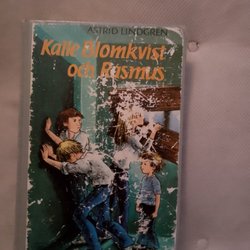 ASTRID LINDGREN
Kalle Blomkvist
och Rasmus